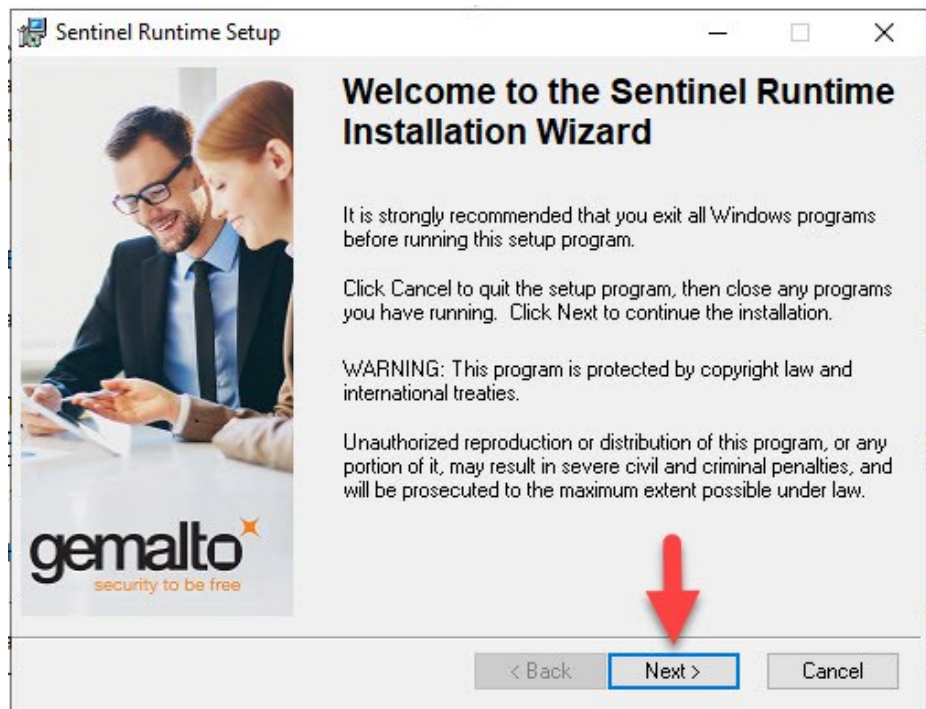 Sentinel Runtime Setup
Welcome to the Sentinel Runtime
Installation Wizard
It is strongly recommended that you exit all Windows programs
before running this setup program.
Click Cancel to quit the setup program, then close any programs
you have running. Click Next to continue the installation.
WARNING: This program is protected by copyright law and
international treaties.
Unauthorized reproduction or distribution of this program, or any
portion of it, may result in severe civil and criminal penalties, and
will be prosecuted to the maximum extent possible under law.
gemalto
security to be free
< Back
Next >
Cancel